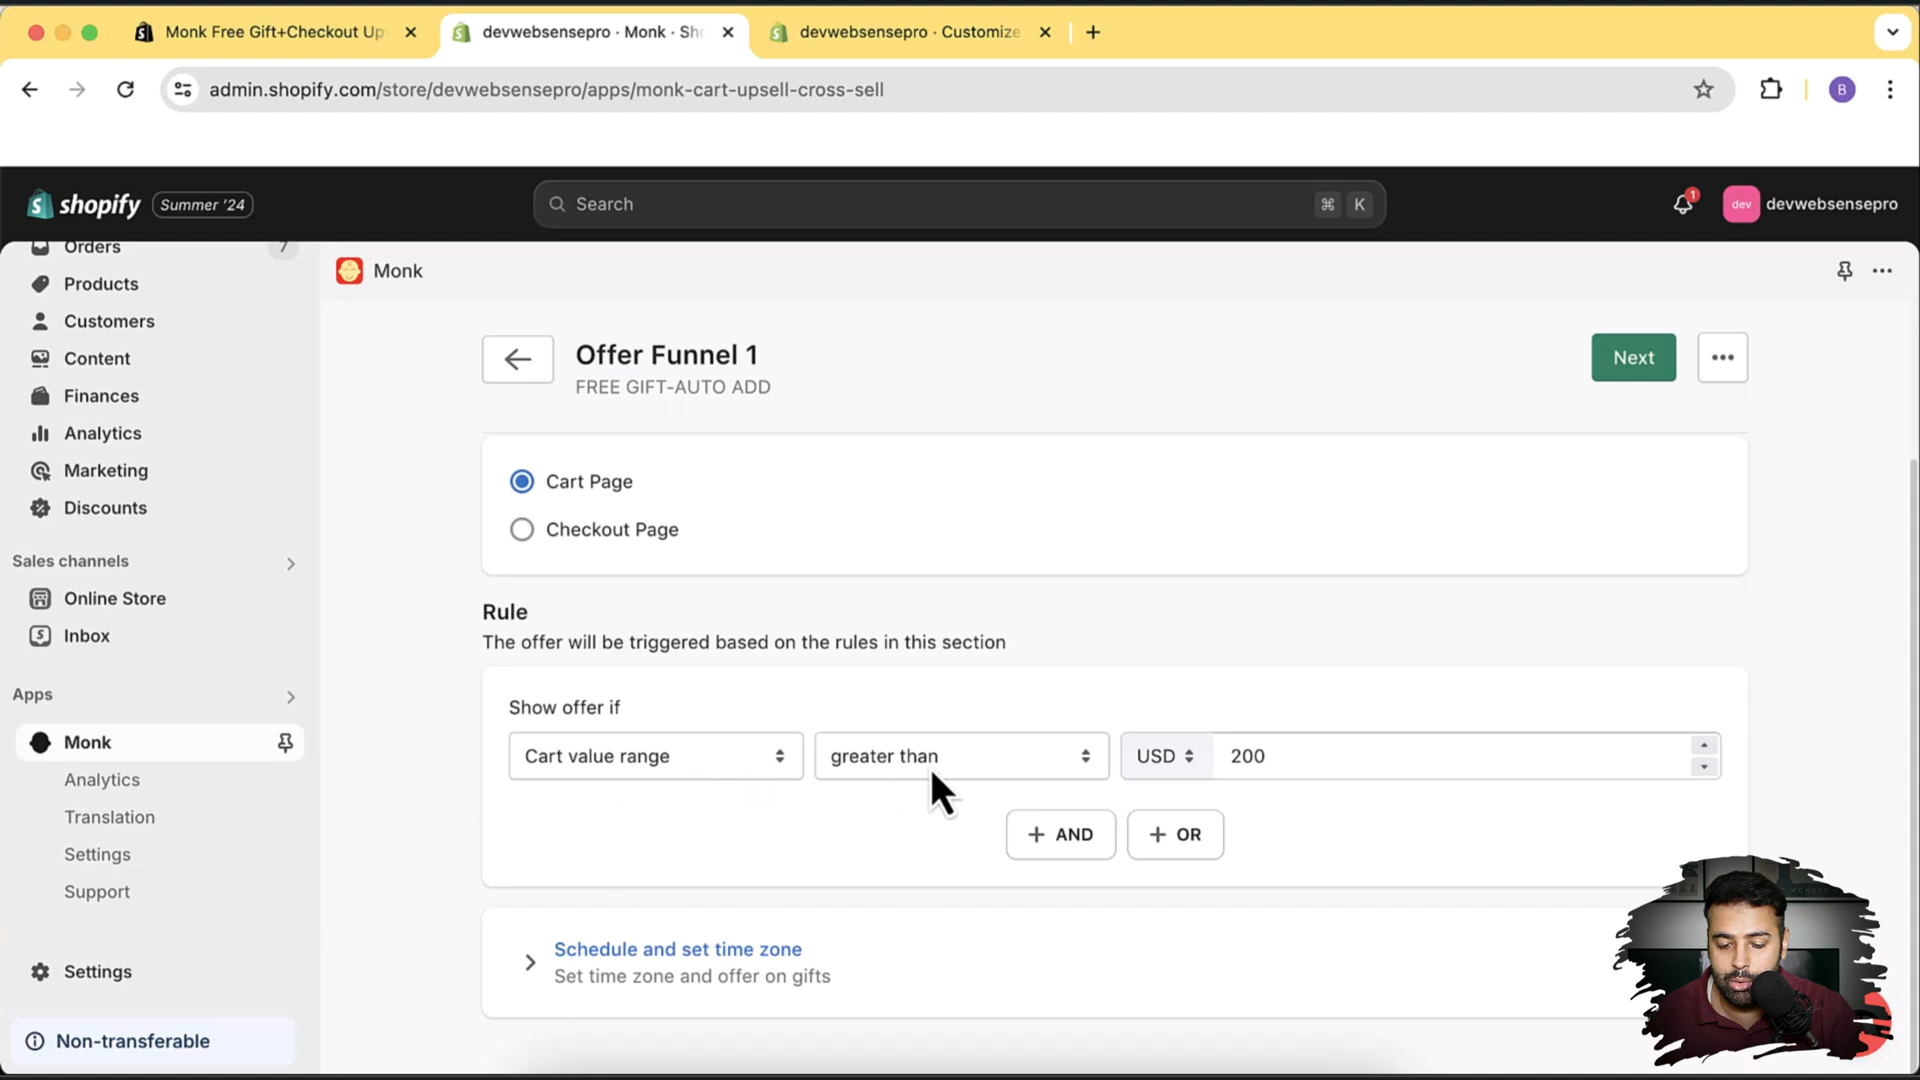 Monk Free Gift+Checkout Up
devwebsensepro · Monk · Sho
devwebsensepro · Customize
admin.shopify.com/store/devwebsensepro/apps/monk-cart-upsell-cross-sell
B
shopify
Summer '24
Search
⌘ K
1
dev
devwebsensepro
Orders
7
Products
Customers
Content
Finances
Analytics
Marketing
Discounts
Sales channels
Online Store
Inbox
Apps
Monk
Analytics
Translation
Settings
Support
Settings
Non-transferable
Monk
Offer Funnel 1
FREE GIFT-AUTO ADD
Next
Cart Page
Checkout Page
Rule
The offer will be triggered based on the rules in this section
Show offer if
Cart value range
greater than
USD
200
+ AND
+ OR
Schedule and set time zone
Set time zone and offer on gifts